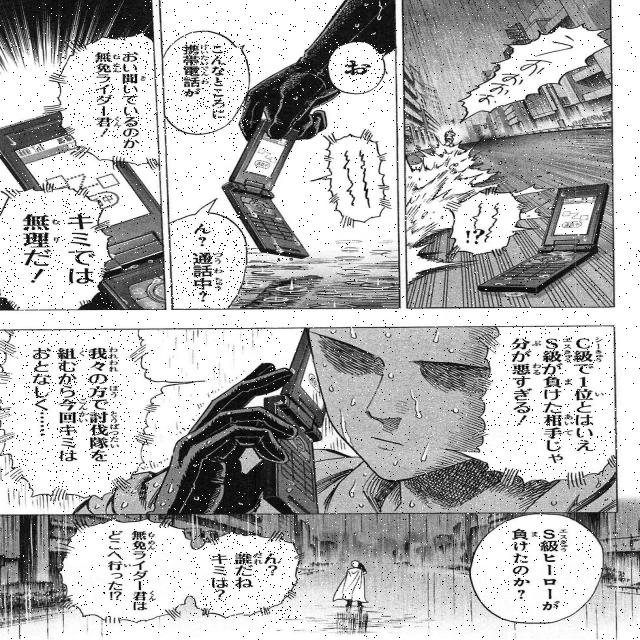 うおおおお
!?
お
こんなところに
携帯電話が
ん?
通話中?
おい聞いているのか
無免ライダー君!
キミでは
無理だ!
C級で1位とはいえ
S級が負けた相手じゃ
分が悪すぎる!
我々の方で討伐隊を
組むから今回キミは
おとなしく……
S級ヒーローが
負けたのか?
ん?
誰だね
キミは?
無免ライダー君は
どこへ行った!?